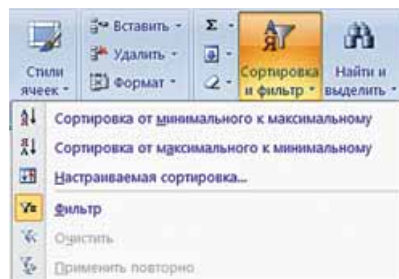 Стили ячеек
Вставить
Удалить
Формат
Σ
Сортировка и фильтр
Найти и выделить
Сортировка от минимального к максимальному
Сортировка от максимального к минимальному
Настраиваемая сортировка...
Фильтр
Очистить
Применить повторно